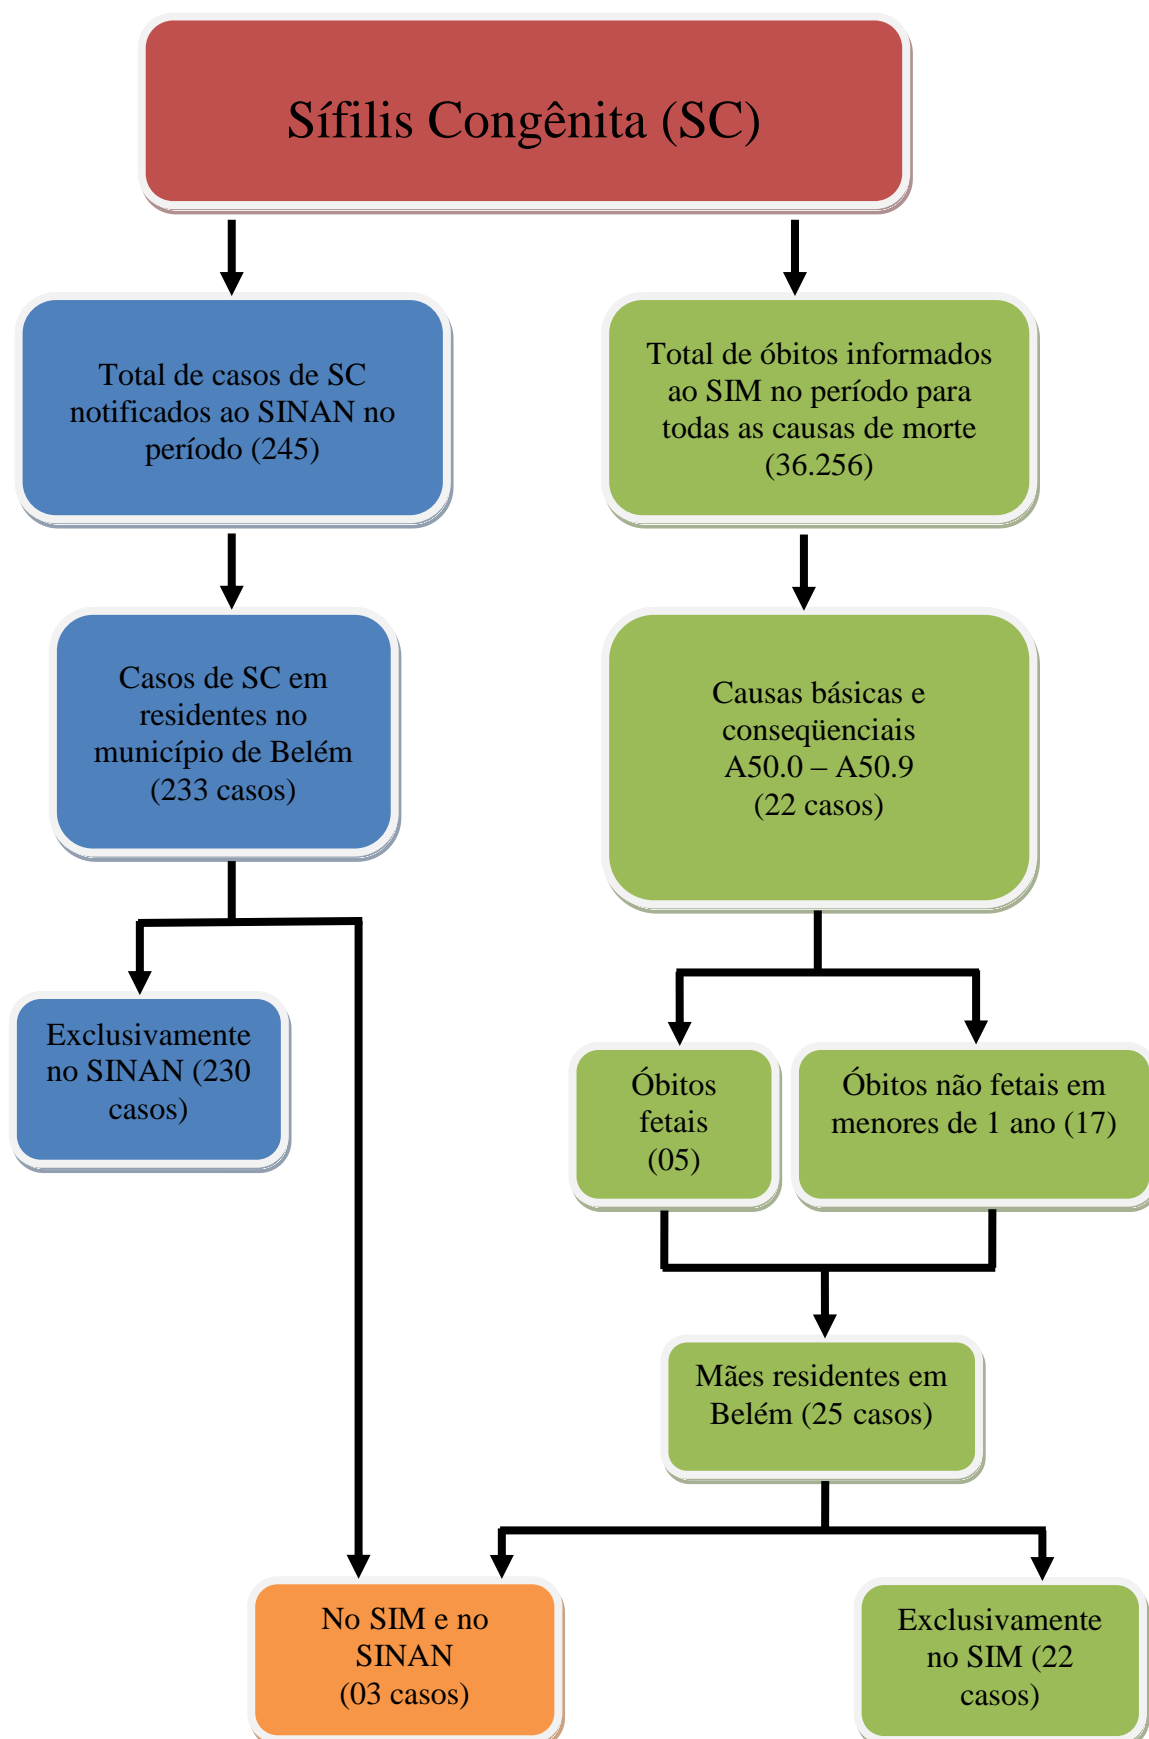 Sífilis Congênita (SC)
Total de casos de SC
notificados ao SINAN no
período (245)
Total de óbitos informados
ao SIM no período para
todas as causas de morte
(36.256)
Casos de SC em
residentes no
município de Belém
(233 casos)
Causas básicas e
conseqüenciais
A50.0 – A50.9
(22 casos)
Exclusivamente
no SINAN (230
casos)
Óbitos
fetais
(05)
Óbitos não fetais em
menores de 1 ano (17)
Mães residentes em
Belém (25 casos)
No SIM e no
SINAN
(03 casos)
Exclusivamente
no SIM (22
casos)